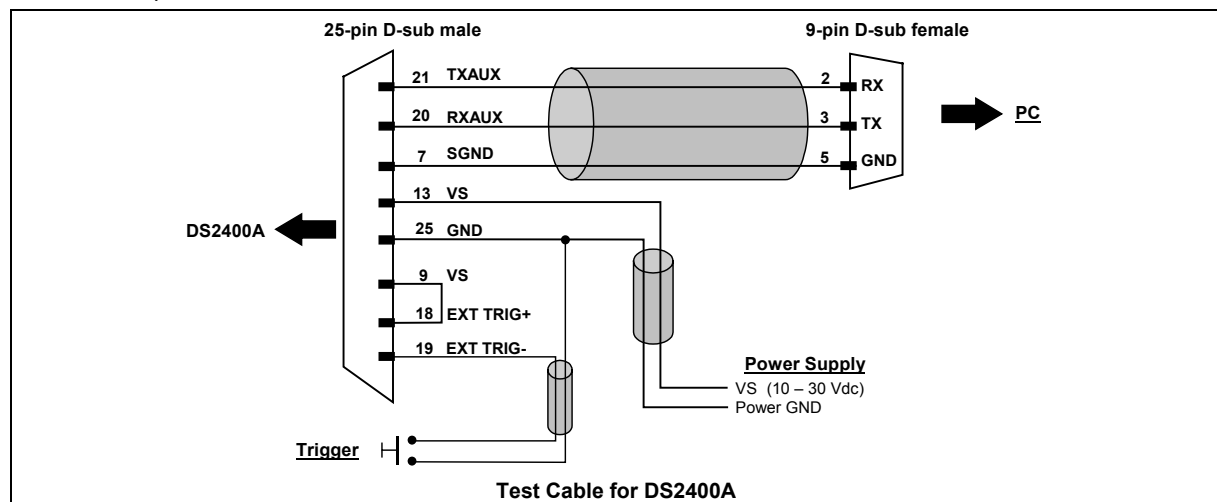 25-pin D-sub male
9-pin D-sub female
21 TXAUX
2 RX
20 RXAUX
3 TX
PC
7 SGND
5 GND
13 VS
DS2400A
25 GND
9 VS
18 EXT TRIG+
19 EXT TRIG-
Power Supply
VS (10 – 30 Vdc)
Power GND
Trigger
Test Cable for DS2400A